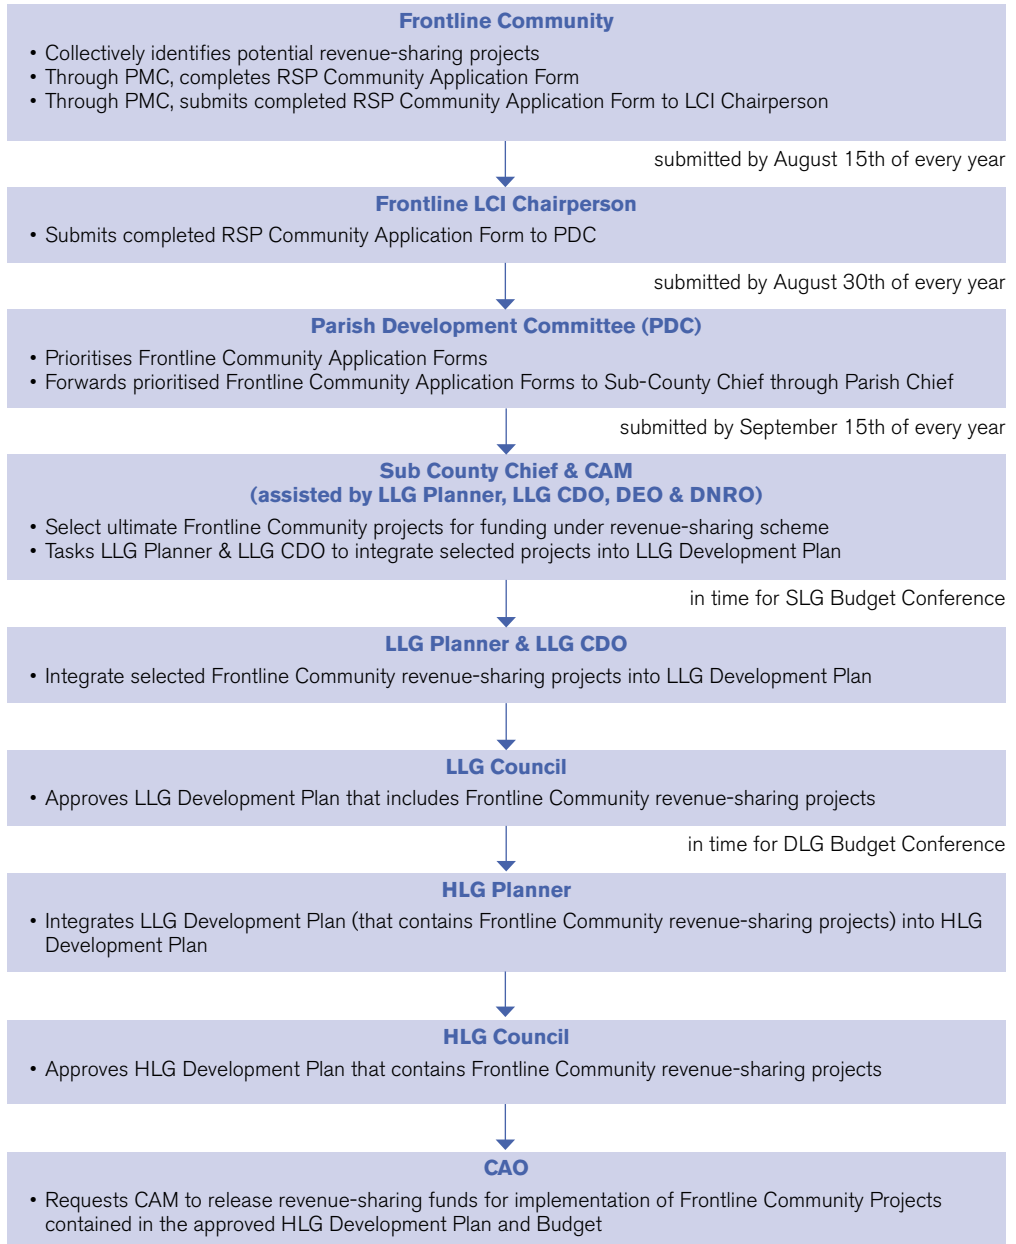 Frontline Community
• Collectively identifies potential revenue-sharing projects
• Through PMC, completes RSP Community Application Form
• Through PMC, submits completed RSP Community Application Form to LCI Chairperson
submitted by August 15th of every year
Frontline LCI Chairperson
• Submits completed RSP Community Application Form to PDC
submitted by August 30th of every year
Parish Development Committee (PDC)
• Prioritises Frontline Community Application Forms
• Forwards prioritised Frontline Community Application Forms to Sub-County Chief through Parish Chief
submitted by September 15th of every year
Sub County Chief & CAM
(assisted by LLG Planner, LLG CDO, DEO & DNRO)
• Select ultimate Frontline Community projects for funding under revenue-sharing scheme
• Tasks LLG Planner & LLG CDO to integrate selected projects into LLG Development Plan
in time for SLG Budget Conference
LLG Planner & LLG CDO
• Integrate selected Frontline Community revenue-sharing projects into LLG Development Plan
LLG Council
• Approves LLG Development Plan that includes Frontline Community revenue-sharing projects
in time for DLG Budget Conference
HLG Planner
• Integrates LLG Development Plan (that contains Frontline Community revenue-sharing projects) into HLG
Development Plan
HLG Council
• Approves HLG Development Plan that contains Frontline Community revenue-sharing projects
CAO
• Requests CAM to release revenue-sharing funds for implementation of Frontline Community Projects
contained in the approved HLG Development Plan and Budget